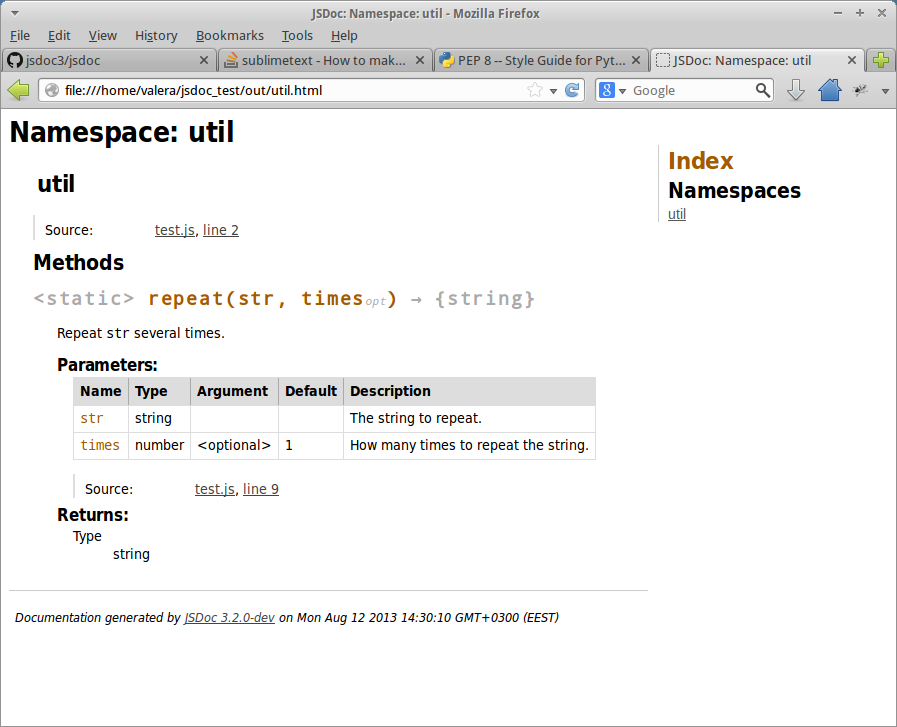 JSDoc: Namespace: util - Mozilla Firefox
File Edit View History Bookmarks Tools Help
jsdoc3/jsdoc
sublimetext - How to mak...
PEP 8 -- Style Guide for Pyt...
JSDoc: Namespace: util
file:///home/valera/jsdoc_test/out/util.html
8 Google
Namespace: util
util
Source: test.js, line 2
Methods
<static> repeat(str, times opt) → {string}
Repeat str several times.
Parameters:
Name Type Argument Default Description
str string The string to repeat.
times number <optional> 1 How many times to repeat the string.
Source: test.js, line 9
Returns:
Type
string
Index
Namespaces
util
Documentation generated by JSDoc 3.2.0-dev on Mon Aug 12 2013 14:30:10 GMT+0300 (EEST)